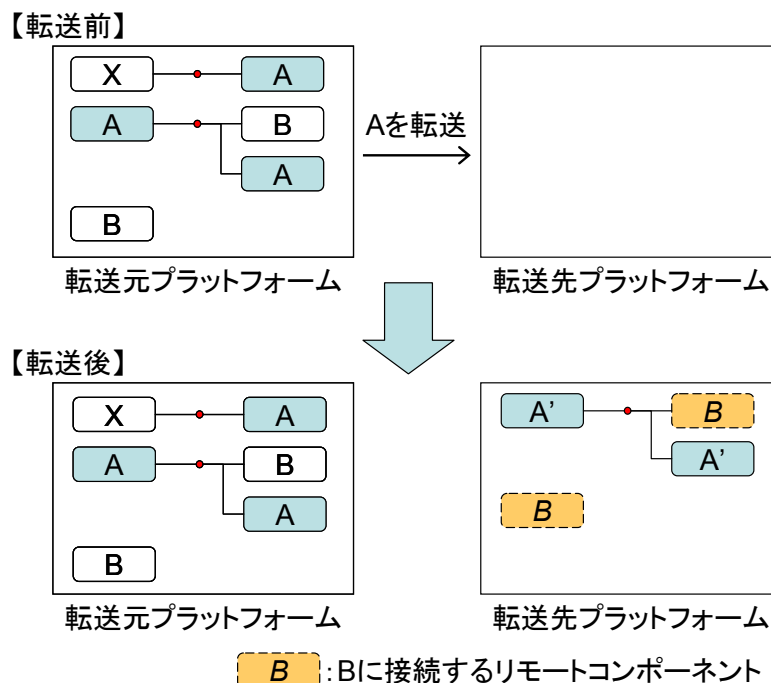 【転送前】
X A
A B
A
B
Aを転送
転送元プラットフォーム
転送先プラットフォーム
【転送後】
X A
A B
A
B
A' B
A'
B
転送元プラットフォーム
転送先プラットフォーム
B :Bに接続するリモートコンポーネント